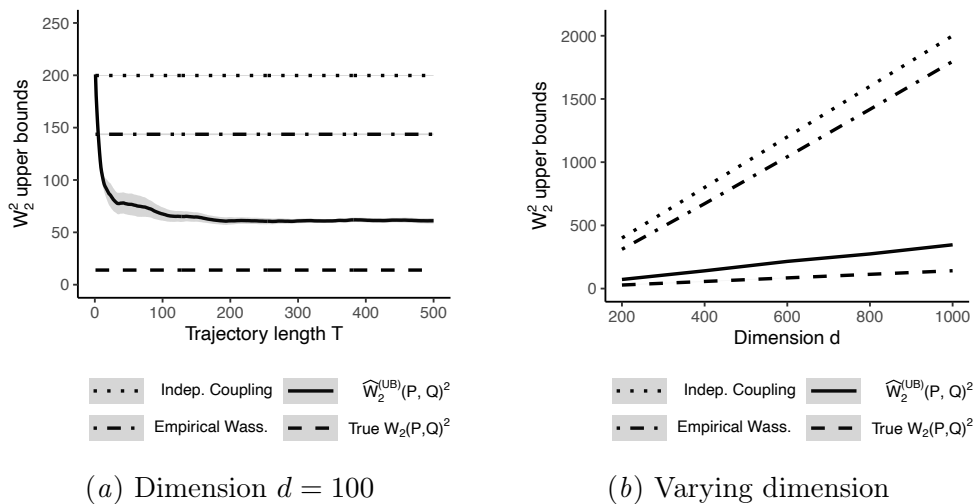 W₂² upper bounds
250
200
150
100
50
0
0 100 200 300 400 500
Trajectory length T
Indep. Coupling
Ŵ₂^(UB)(P, Q)²
Empirical Wass.
True W₂(P,Q)²
(a) Dimension d = 100
W₂² upper bounds
2000
1500
1000
500
0
200 400 600 800 1000
Dimension d
Indep. Coupling
Ŵ₂^(UB)(P, Q)²
Empirical Wass.
True W₂(P,Q)²
(b) Varying dimension